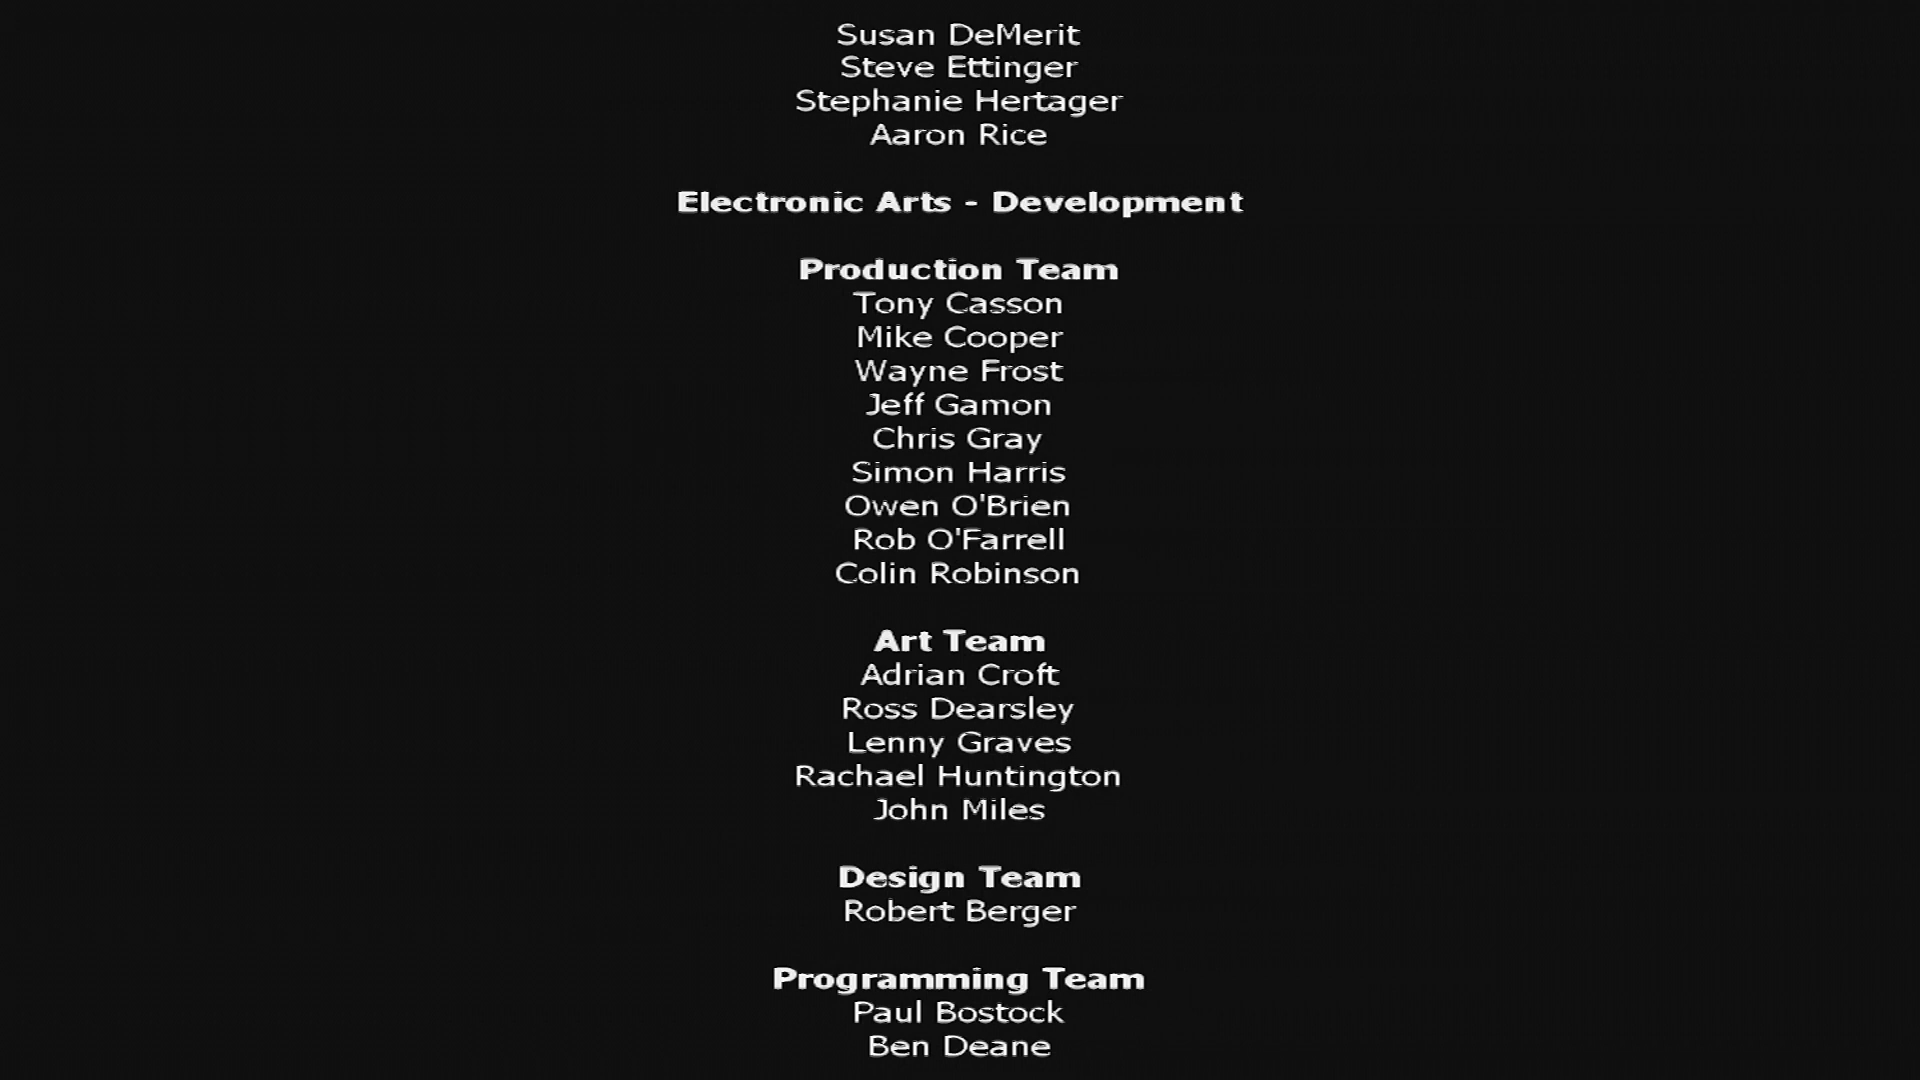 Susan DeMerit
Steve Ettinger
Stephanie Hertager
Aaron Rice
Electronic Arts - Development
Production Team
Tony Casson
Mike Cooper
Wayne Frost
Jeff Gamon
Chris Gray
Simon Harris
Owen O'Brien
Rob O'Farrell
Colin Robinson
Art Team
Adrian Croft
Ross Dearsley
Lenny Graves
Rachael Huntington
John Miles
Design Team
Robert Berger
Programming Team
Paul Bostock
Ben Deane